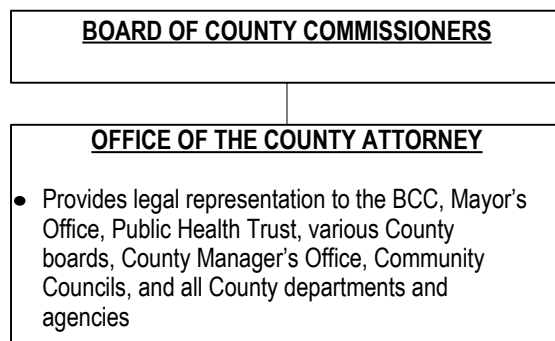 BOARD OF COUNTY COMMISSIONERS
OFFICE OF THE COUNTY ATTORNEY
● Provides legal representation to the BCC, Mayor’s
Office, Public Health Trust, various County
boards, County Manager’s Office, Community
Councils, and all County departments and
agencies